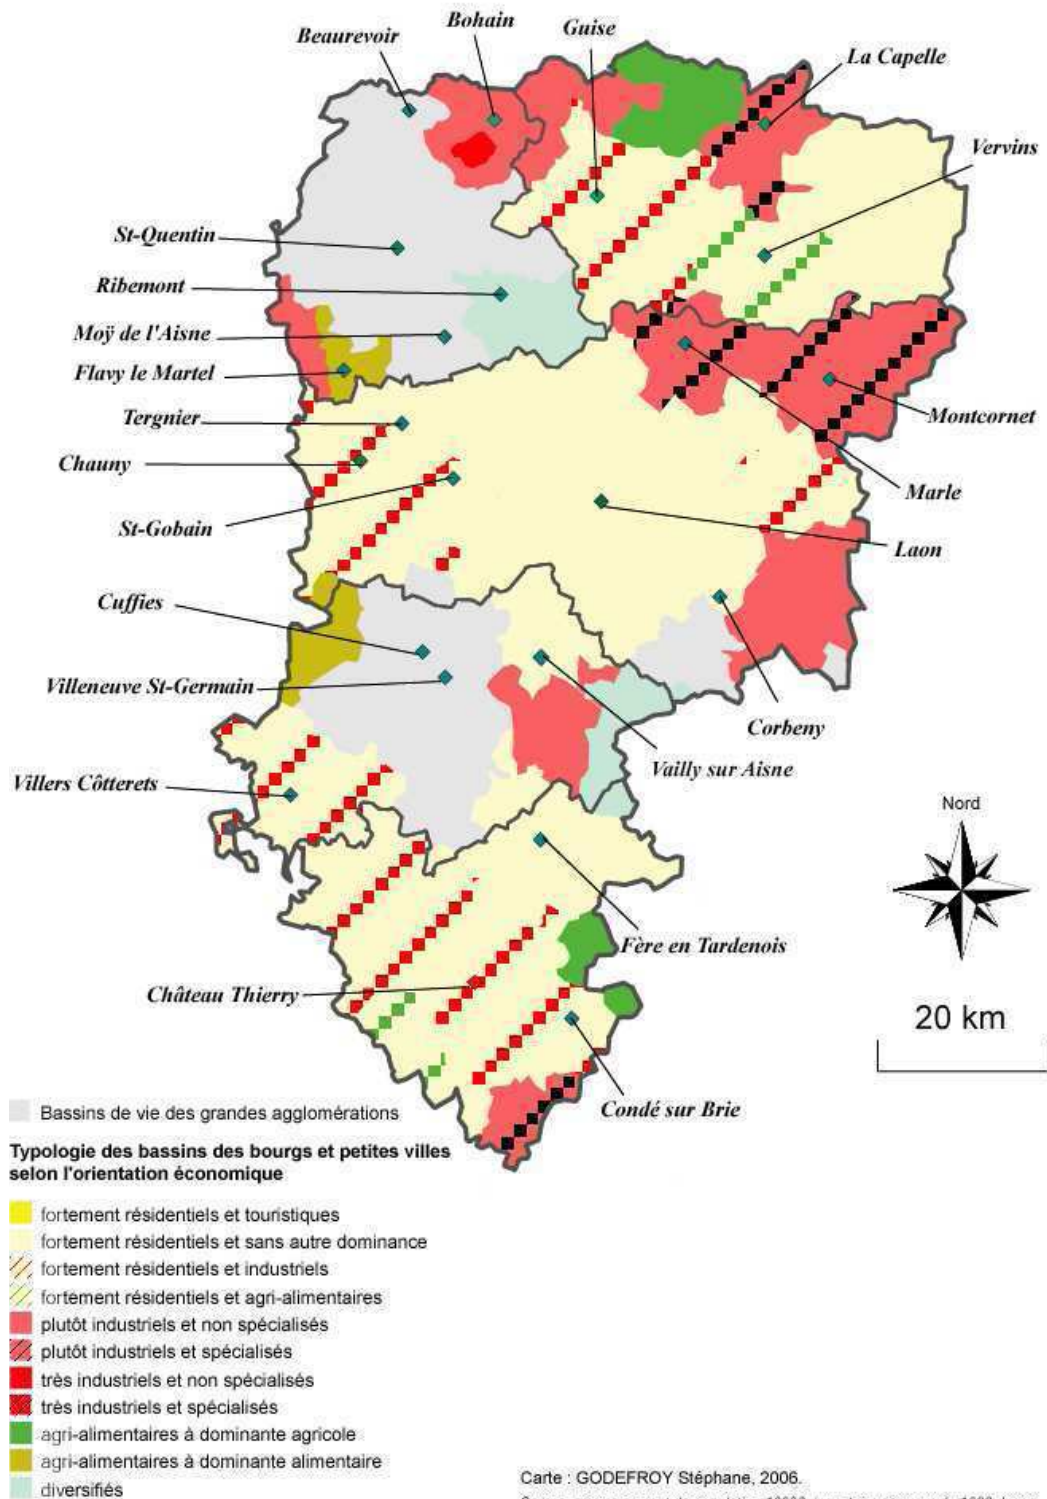 Beaurevoir
Bohain
Guise
La Capelle
Vervins
St-Quentin
Ribemont
Moÿ de l'Aisne
Flavy le Martel
Tergnier
Chauny
St-Gobain
Montcornet
Marle
Laon
Cuffies
Villeneuve St-Germain
Corbeny
Vailly sur Aisne
Villers Côtterets
Nord
Fère en Tardenois
Château Thierry
20 km
Condé sur Brie
Bassins de vie des grandes agglomérations
Typologie des bassins des bourgs et petites villes
selon l'orientation économique
fortement résidentiels et touristiques
fortement résidentiels et sans autre dominance
fortement résidentiels et industriels
fortement résidentiels et agri-alimentaires
plutôt industriels et non spécialisés
plutôt industriels et spécialisés
très industriels et non spécialisés
très industriels et spécialisés
agri-alimentaires à dominante agricole
agri-alimentaires à dominante alimentaire
diversifiés
Carte : GODEFROY Stéphane, 2006.